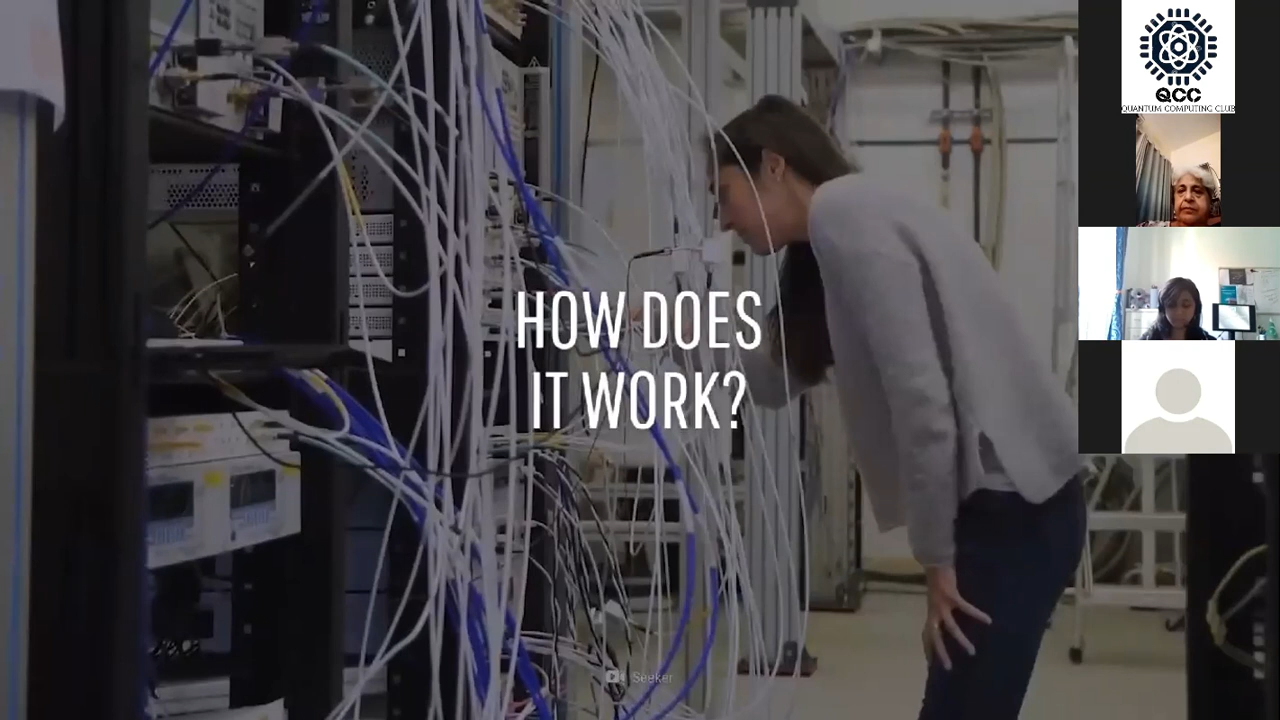 HOW DOES
IT WORK?
Seeker
QCC
QUANTUM COMPUTING CLUB